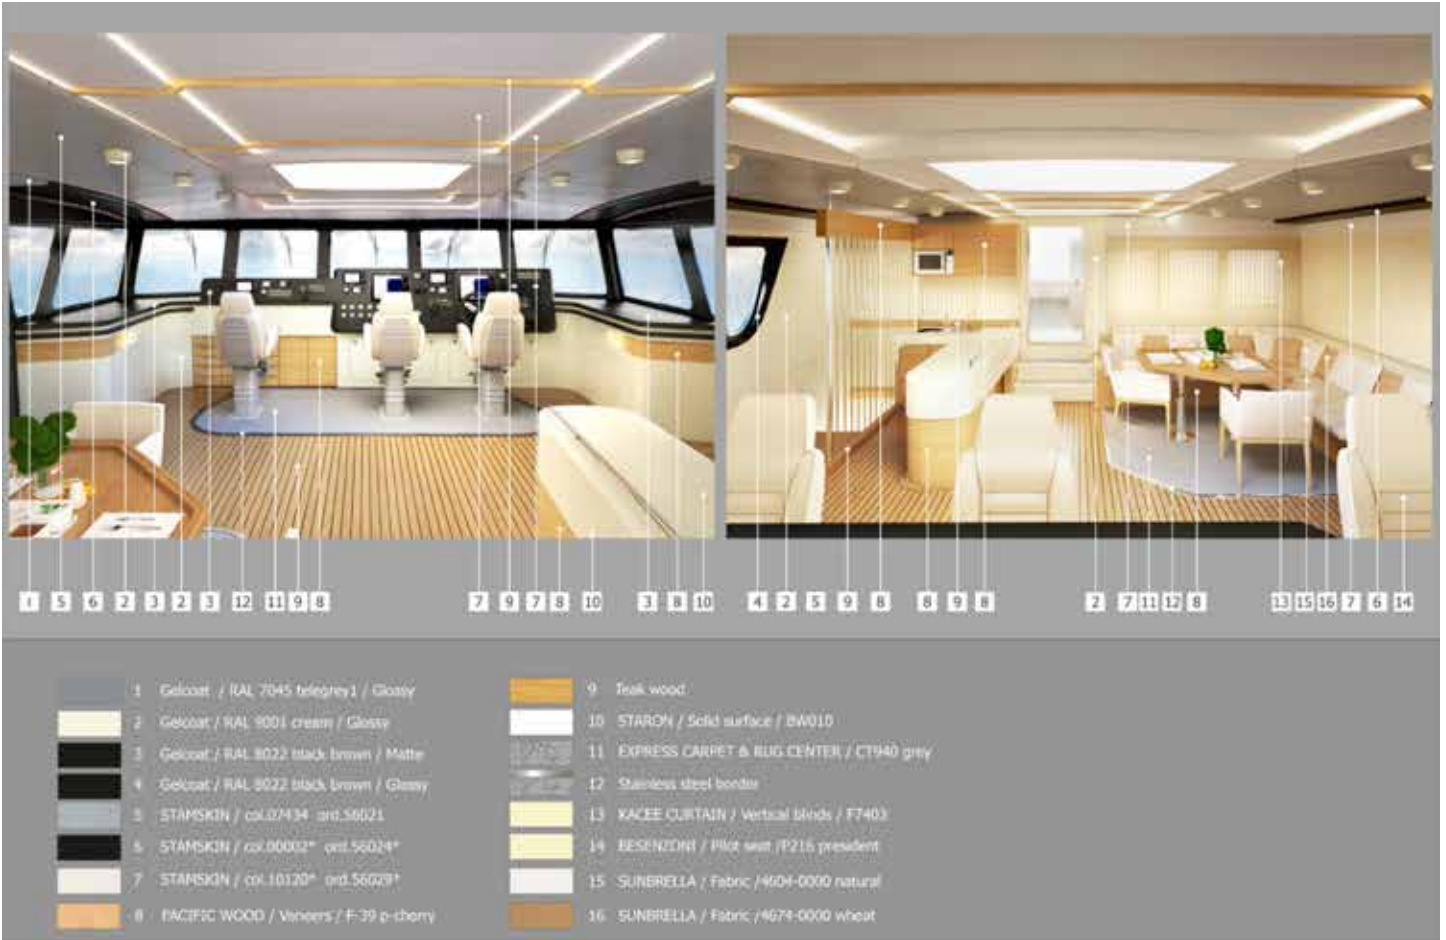 1 5 6 2 3 2 3 12 11 9 8 7 9 7 8 10 3 8 10
4 2 5 9 8 8 9 8 2 7 11 12 8 13 15 16 7 6 14
1 Gelcoat / RAL 7045 telegrey1 / Glossy
2 Gelcoat / RAL 9001 cream / Glossy
3 Gelcoat / RAL 8022 black brown / Matte
4 Gelcoat / RAL 8022 black brown / Glossy
5 STAMSKIN / col.07434 ord.56021
6 STAMSKIN / col.00002* ord.56024*
7 STAMSKIN / col.10120* ord.56029*
8 PACIFIC WOOD / Veneers / F-39 p-cherry
9 Teak wood
10 STARON / Solid surface / BW010
11 EXPRESS CARPET & RUG CENTER / CT940 grey
12 Stainless steel border
13 KACEE CURTAIN / Vertical blinds / F7403
14 BESENZONI / Pilot seat /P216 president
15 SUNBRELLA / Fabric /4604-0000 natural
16 SUNBRELLA / Fabric /4674-0000 wheat